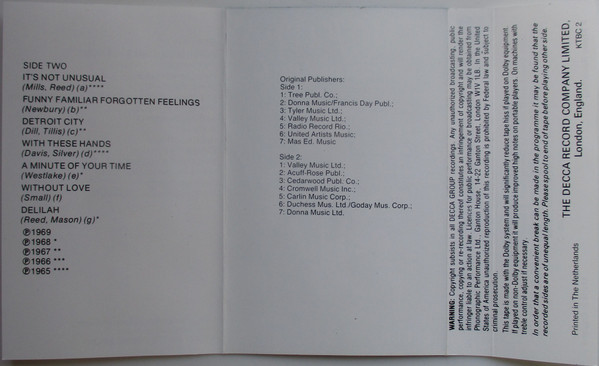 SIDE TWO
IT'S NOT UNUSUAL
(Mills, Reed) (a)****
FUNNY FAMILIAR FORGOTTEN FEELINGS
(Newbury) (b)**
DETROIT CITY
(Dill, Tillis) (c)**
WITH THESE HANDS
(Davis, Silver) (d)****
A MINUTE OF YOUR TIME
(Westlake) (e)*
WITHOUT LOVE
(Small) (f)
DELILAH
(Reed, Mason) (g)*
Ⓟ1969
Ⓟ1968 *
Ⓟ1967 **
Ⓟ1966 ***
Ⓟ1965 ****
Original Publishers:
Side 1:
1: Tree Publ. Co.;
2: Donna Music/Francis Day Publ.;
3: Tyler Music Ltd.;
4: Valley Music Ltd.;
5: Radio Record Rio.;
6: United Artists Music;
7: Mas Ed. Music
Side 2:
1: Valley Music Ltd.;
2: Acuff-Rose Publ.;
3: Cedarwood Publ. Co.;
4: Cromwell Music Inc.;
5: Carlin Music Corp.;
6: Duchess Mus. Ltd./Goday Mus. Corp.;
7: Donna Music Ltd.
WARNING: Copyright subsists in all DECCA GROUP recordings. Any unauthorized broadcasting, public
performance, copying or re-recording thereof constitutes an infringement of copyright and will render the
infringer liable to an action at law. Licences for public performance or broadcasting may be obtained from
Phonographic Performance Ltd., Ganton House, 14-22 Ganton Street, London W1V 1LB. In the United
States of America unauthorized reproduction of this recording is prohibited by Federal law and subject to
criminal prosecution.
This tape is made with the Dolby system and will significantly reduce tape hiss if played on Dolby equipment.
If played on non-Dolby equipment it will produce improved high notes on portable players. On machines with
treble control adjust if necessary.
In order that a convenient break can be made in the programme it may be found that the
recorded sides are of unequal length. Please spool to end of tape before playing other side.
THE DECCA RECORD COMPANY LIMITED,
London, England.
Printed in The Netherlands
KTBC 2